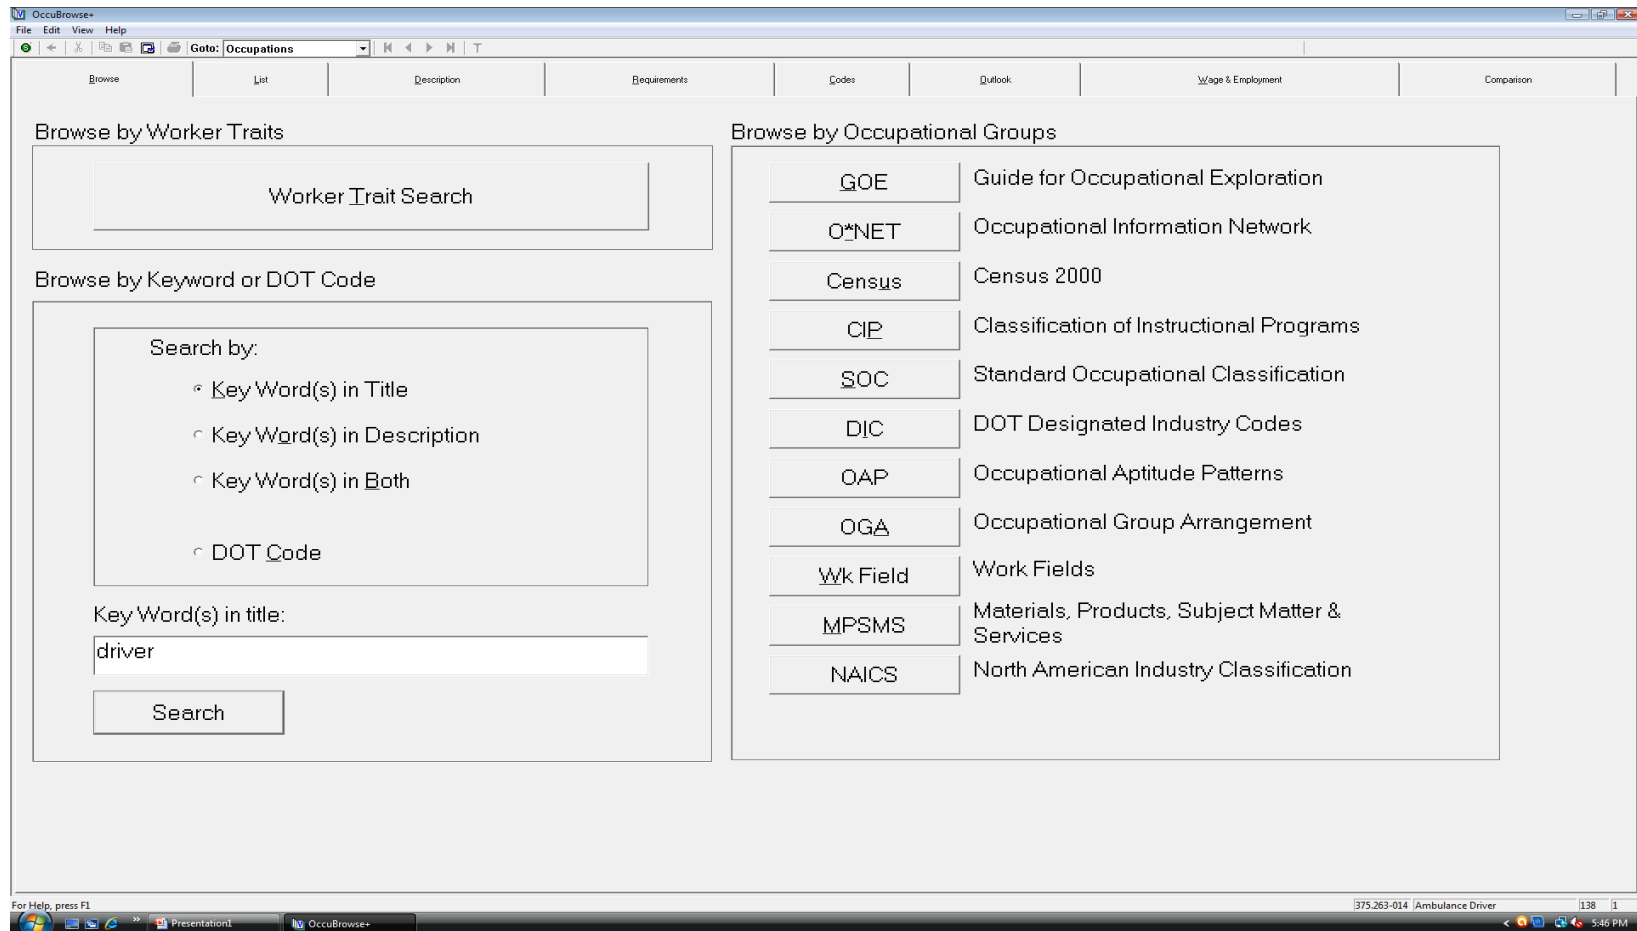 OccuBrowse+
File Edit View Help
Goto: Occupations
Browse List Description Requirements Codes Outlook Wage & Employment Comparison
Browse by Worker Traits
Worker Trait Search
Browse by Keyword or DOT Code
Search by:
Key Word(s) in Title
Key Word(s) in Description
Key Word(s) in Both
DOT Code
Key Word(s) in title:
driver
Search
Browse by Occupational Groups
GOE Guide for Occupational Exploration
O*NET Occupational Information Network
Census Census 2000
CIP Classification of Instructional Programs
SOC Standard Occupational Classification
DIC DOT Designated Industry Codes
OAP Occupational Aptitude Patterns
OGA Occupational Group Arrangement
Wk Field Work Fields
MPSMS Materials, Products, Subject Matter &
Services
NAICS North American Industry Classification
For Help, press F1
375.263-014 Ambulance Driver 138 1
Presentation1 OccuBrowse+ 5:46 PM